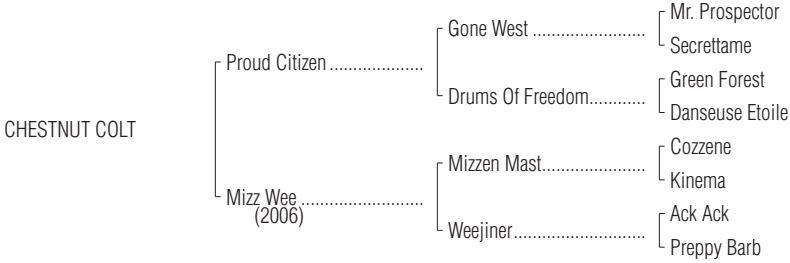 Mr. Prospector
Gone West ........................
Secrettame
Proud Citizen ....................
Green Forest
Drums Of Freedom............
Danseuse Etoile
CHESTNUT COLT
Cozzene
Mizzen Mast......................
Kinema
Mizz Wee ..........................
(2006)
Ack Ack
Weejiner............................
Preppy Barb